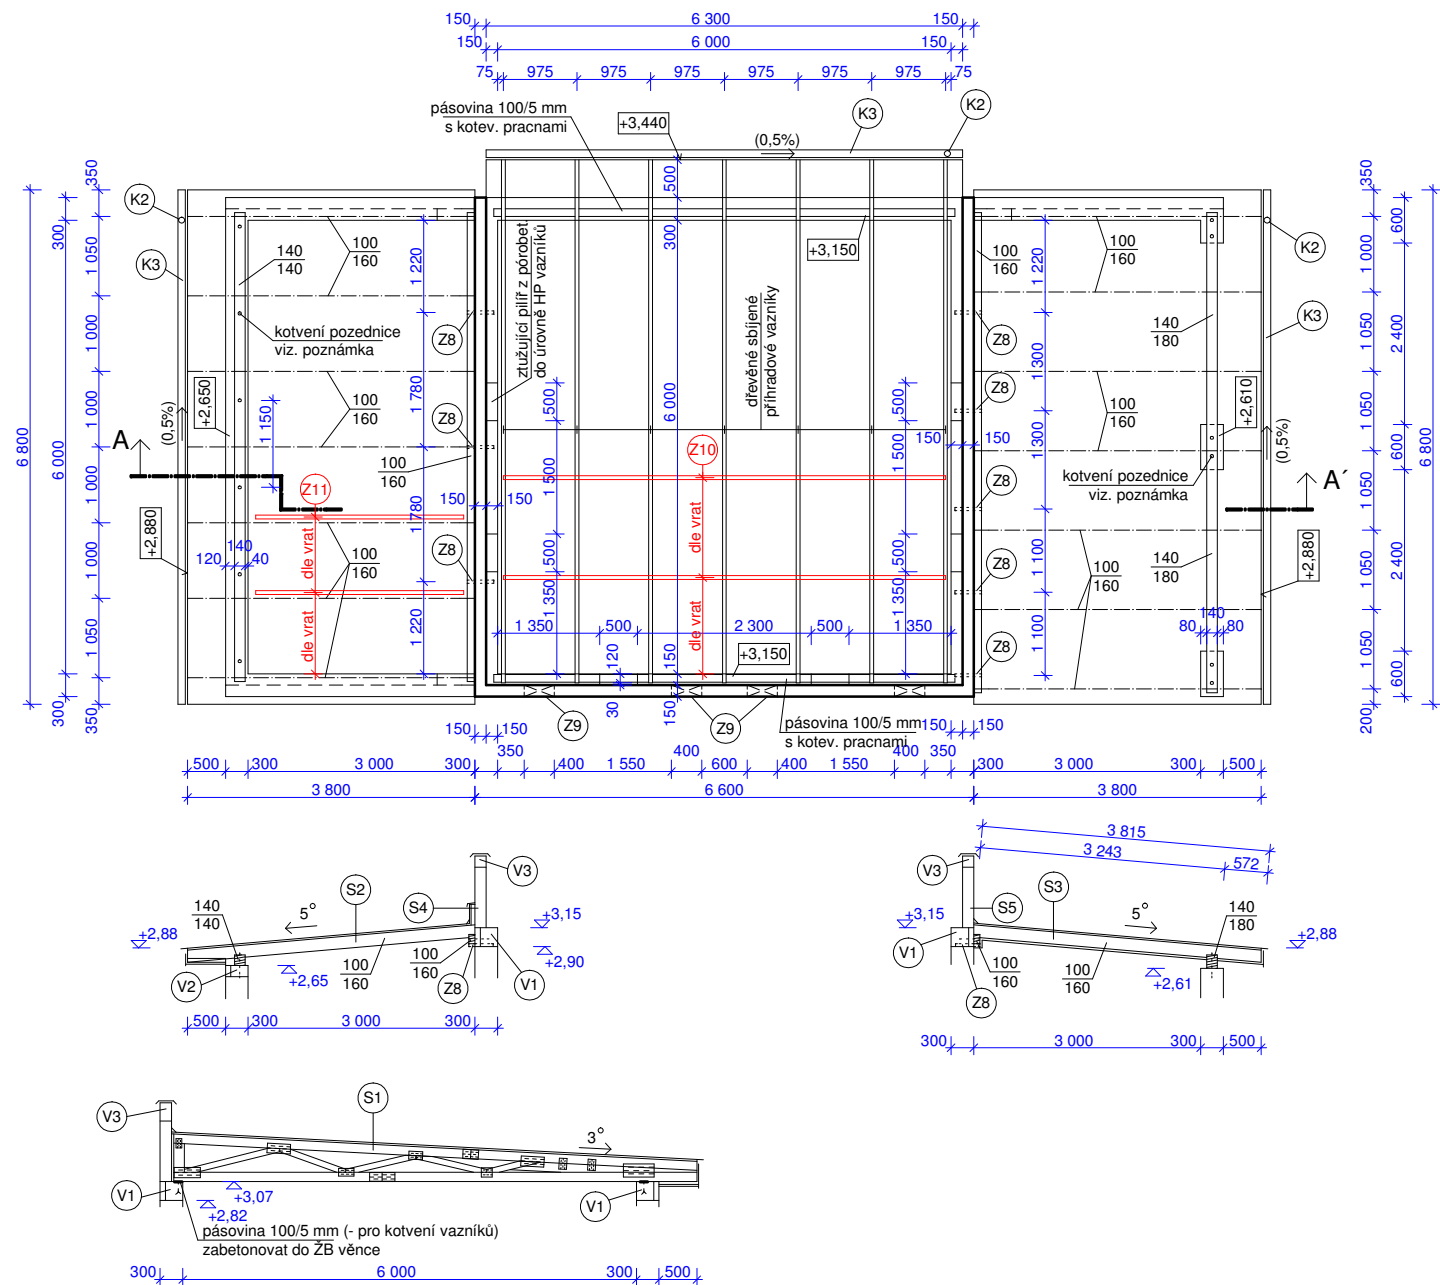 150 6 300 150
150 6 000 150
75 975 975 975 975 975 975 75
pásovina 100/5 mm
s kotev. pracnami
+3,440
(0,5%)
K3
K2
500
300
+3,150
350
300
1 050
1 000
1 000
1 000
1 000
1 050
350
6 800
6 000
300
K2
K3
140
140
100
160
1 220
kotvení pozednice
viz. poznámka
Z8
ztužující pilíř z pórobet.
do úrovně HP vazníků
dřevěné sbíjené
příhradové vazníky
+2,650
(0,5%)
1 150
100
160
1 780
Z8
100
160
A
Z11
+2,880
140
120 40
dle vrat
dle vrat
100
160
1 780
Z8
1 220
150 150
500
1 500
500
1 350
6 000
Z10
dle vrat
dle vrat
500
1 500
500
1 350
150 150
1 350 500 2 300 500 1 350
120
150
+3,150
30
150
Z9
Z9
pásovina 100/5 mm
s kotev. pracnami
100
160
1 220
Z8
1 300
Z8
1 300
Z8
1 100
Z8
1 100
Z8
100
160
140
180
100
160
+2,610
(0,5%)
kotvení pozednice
viz. poznámka
A´
140
180
100
160
+2,880
140
80 80
K2
K3
350
1 000
1 050
1 050
1 050
1 050
1 050
200
600
2 400
600
2 400
600
6 800
150 150
150 150
350 400 400 350
500 300 3 000 300 400 1 550 600 400 1 550 300 3 000 300 500
3 800 6 600 3 800
V3
S2
S4
5°
140
140
+2,88
+3,15
+2,90
V2
+2,65
100
160
100
160
Z8
V1
500 300 3 000 300
3 815
3 243
572
V3
S5
S3
5°
+3,15
V1
100
160
Z8
100
160
+2,61
140
180
+2,88
300 3 000 300 500
V3
S1
3°
V1
+3,07
+2,82
V1
pásovina 100/5 mm (- pro kotvení vazníků)
zabetonovat do ŽB věnce
300 6 000 300 500